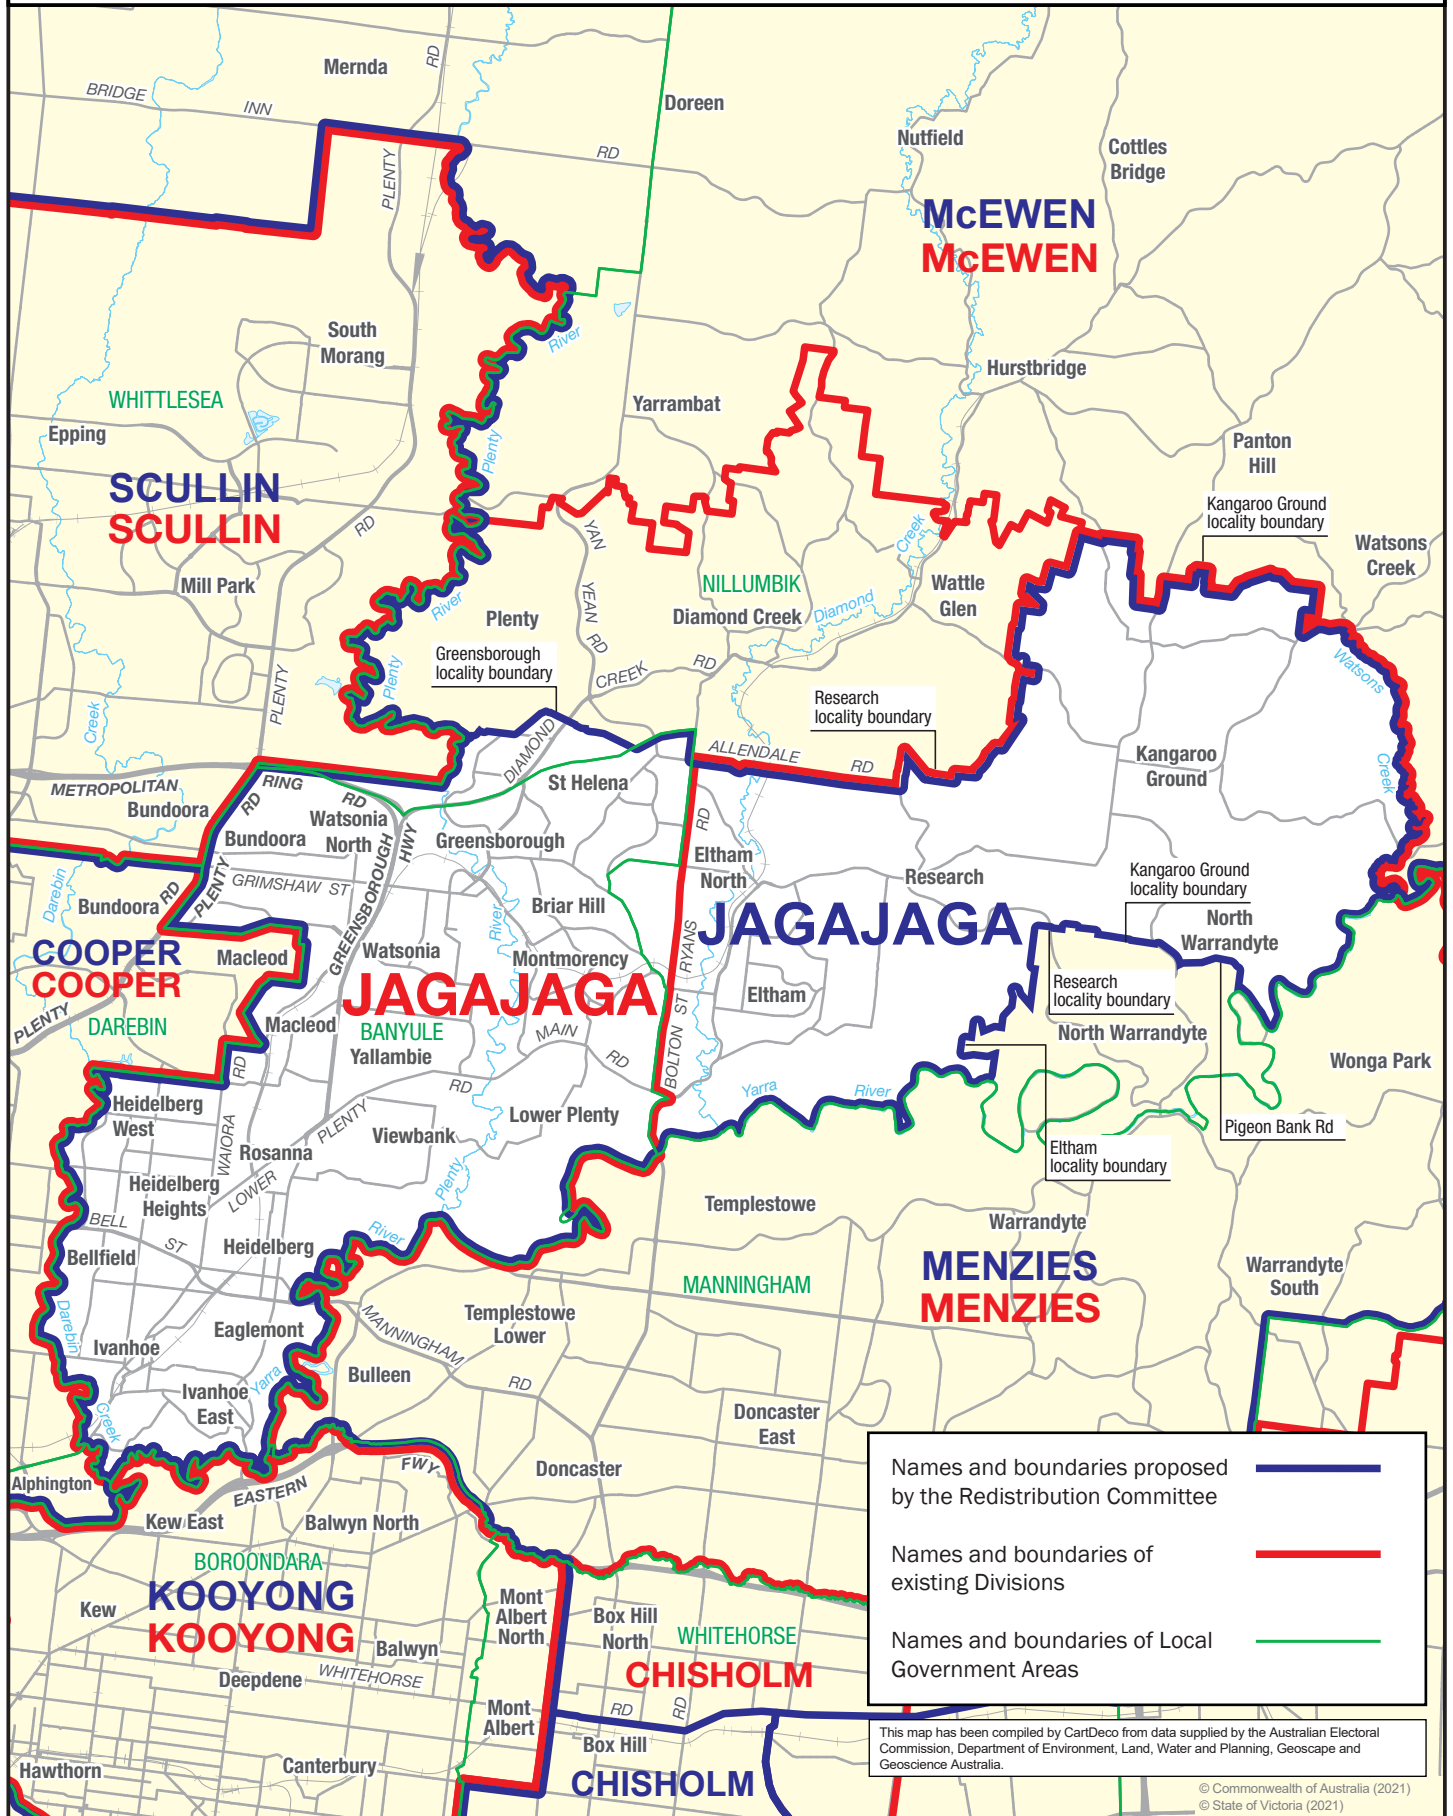 Mernda
RD
BRIDGE
INN
Doreen
RD
Nutfield
Cottles
Bridge
PLENTY
McEWEN
McEWEN
South
Morang
River
WHITTLESEA
Epping
Hurstbridge
Yarrambat
Plenty
Panton
Hill
SCULLIN
SCULLIN
RD
Kangaroo Ground
locality boundary
YAN
Creek
Watsons
Creek
Mill Park
River
Plenty
YEAN
RD
NILLUMBIK
Diamond Creek
Diamond
Wattle
Glen
Greensborough
locality boundary
Plenty
CREEK
RD
Watsons
PLENTY
Creek
Research
locality boundary
DIAMOND
ALLENDALE
RD
Kangaroo
Ground
Creek
METROPOLITAN
RING
RD
St Helena
Bundoora
RD
Bundoora
Watsonia
North
HWY
Greensborough
RD
Eltham
North
PLENTY
GRIMSHAW ST
GREENSBOROUGH
Research
Kangaroo Ground
locality boundary
Darebin
Bundoora
RD
River
Briar Hill
JAGAJAGA
North
Warrandyte
COOPER
COOPER
Macleod
Watsonia
Montmorency
RYANS
JAGAJAGA
Eltham
Research
locality boundary
PLENTY
DAREBIN
Macleod
BANYULE
Yallambie
MAIN
RD
ST
BOLTON
North Warrandyte
Wonga Park
RD
RD
Yarra
River
Heidelberg
West
WAIORA
PLENTY
Viewbank
Lower Plenty
Pigeon Bank Rd
Rosanna
LOWER
Eltham
locality boundary
Heidelberg
Heights
Plenty
Templestowe
BELL
ST
Heidelberg
River
Warrandyte
Bellfield
MENZIES
MENZIES
Warrandyte
South
MANNINGHAM
Darebin
Ivanhoe
Eaglemont
MANNINGHAM
Templestowe
Lower
Yarra
Bulleen
RD
Ivanhoe
East
Creek
Doncaster
East
Alphington
FWY
Doncaster
EASTERN
Kew East
Balwyn North
BOROONDARA
KOOYONG
KOOYONG
Kew
Mont
Albert
North
Box Hill
North
WHITEHORSE
CHISHOLM
Balwyn
Deepdene
WHITEHORSE
RD
RD
Mont
Albert
Box Hill
Hawthorn
Canterbury
CHISHOLM
Names and boundaries proposed
by the Redistribution Committee
Names and boundaries of
existing Divisions
Names and boundaries of Local
Government Areas
This map has been compiled by CartDeco from data supplied by the Australian Electoral
Commission, Department of Environment, Land, Water and Planning, Geoscape and
Geoscience Australia.
© Commonwealth of Australia (2021)
© State of Victoria (2021)